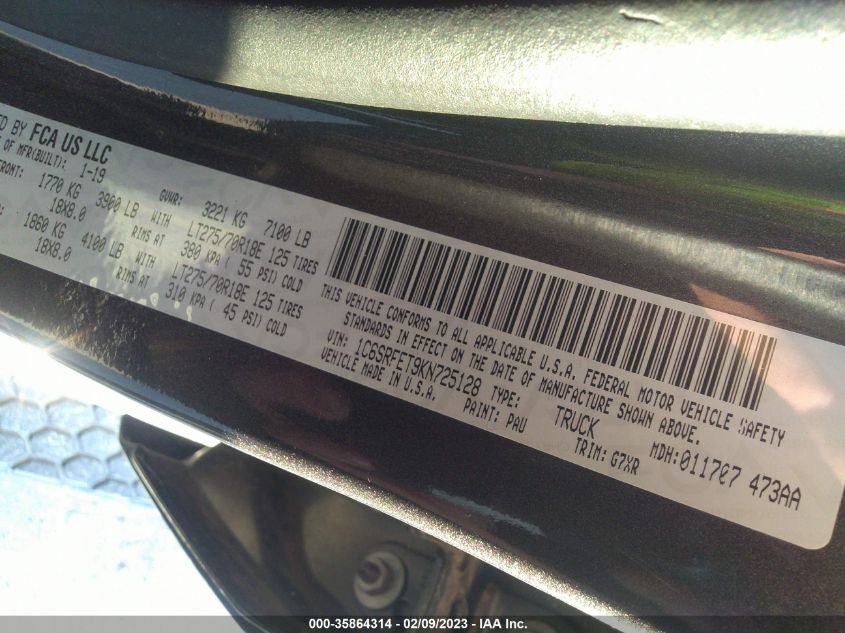 ED BY FCA US LLC
OF MFR(BUILT): 1-19
FRONT: 1770 KG 3900 LB WITH LT275/70R18E 125 TIRES
18X8.0 RIMS AT 380 KPA ( 55 PSI) COLD
1860 KG 4100 LB WITH LT275/70R18E 125 TIRES
18X8.0 RIMS AT 310 KPA ( 45 PSI) COLD
GVWR: 3221 KG 7100 LB
THIS VEHICLE CONFORMS TO ALL APPLICABLE U.S.A. FEDERAL MOTOR VEHICLE SAFETY
STANDARDS IN EFFECT ON THE DATE OF MANUFACTURE SHOWN ABOVE.
VIN: 1C6SRFET9KN725128 TYPE: TRUCK MDH:011707 473AA
VEHICLE MADE IN U.S.A. PAINT: PAU TRIM: G7XR
000-35864314 - 02/09/2023 - IAA Inc.